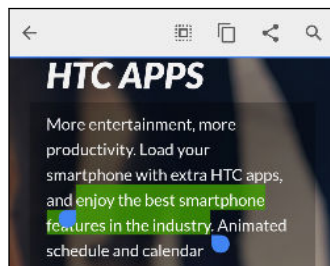 HTC APPS
More entertainment, more
productivity. Load your
smartphone with extra HTC apps,
and enjoy the best smartphone
features in the industry. Animated
schedule and calendar